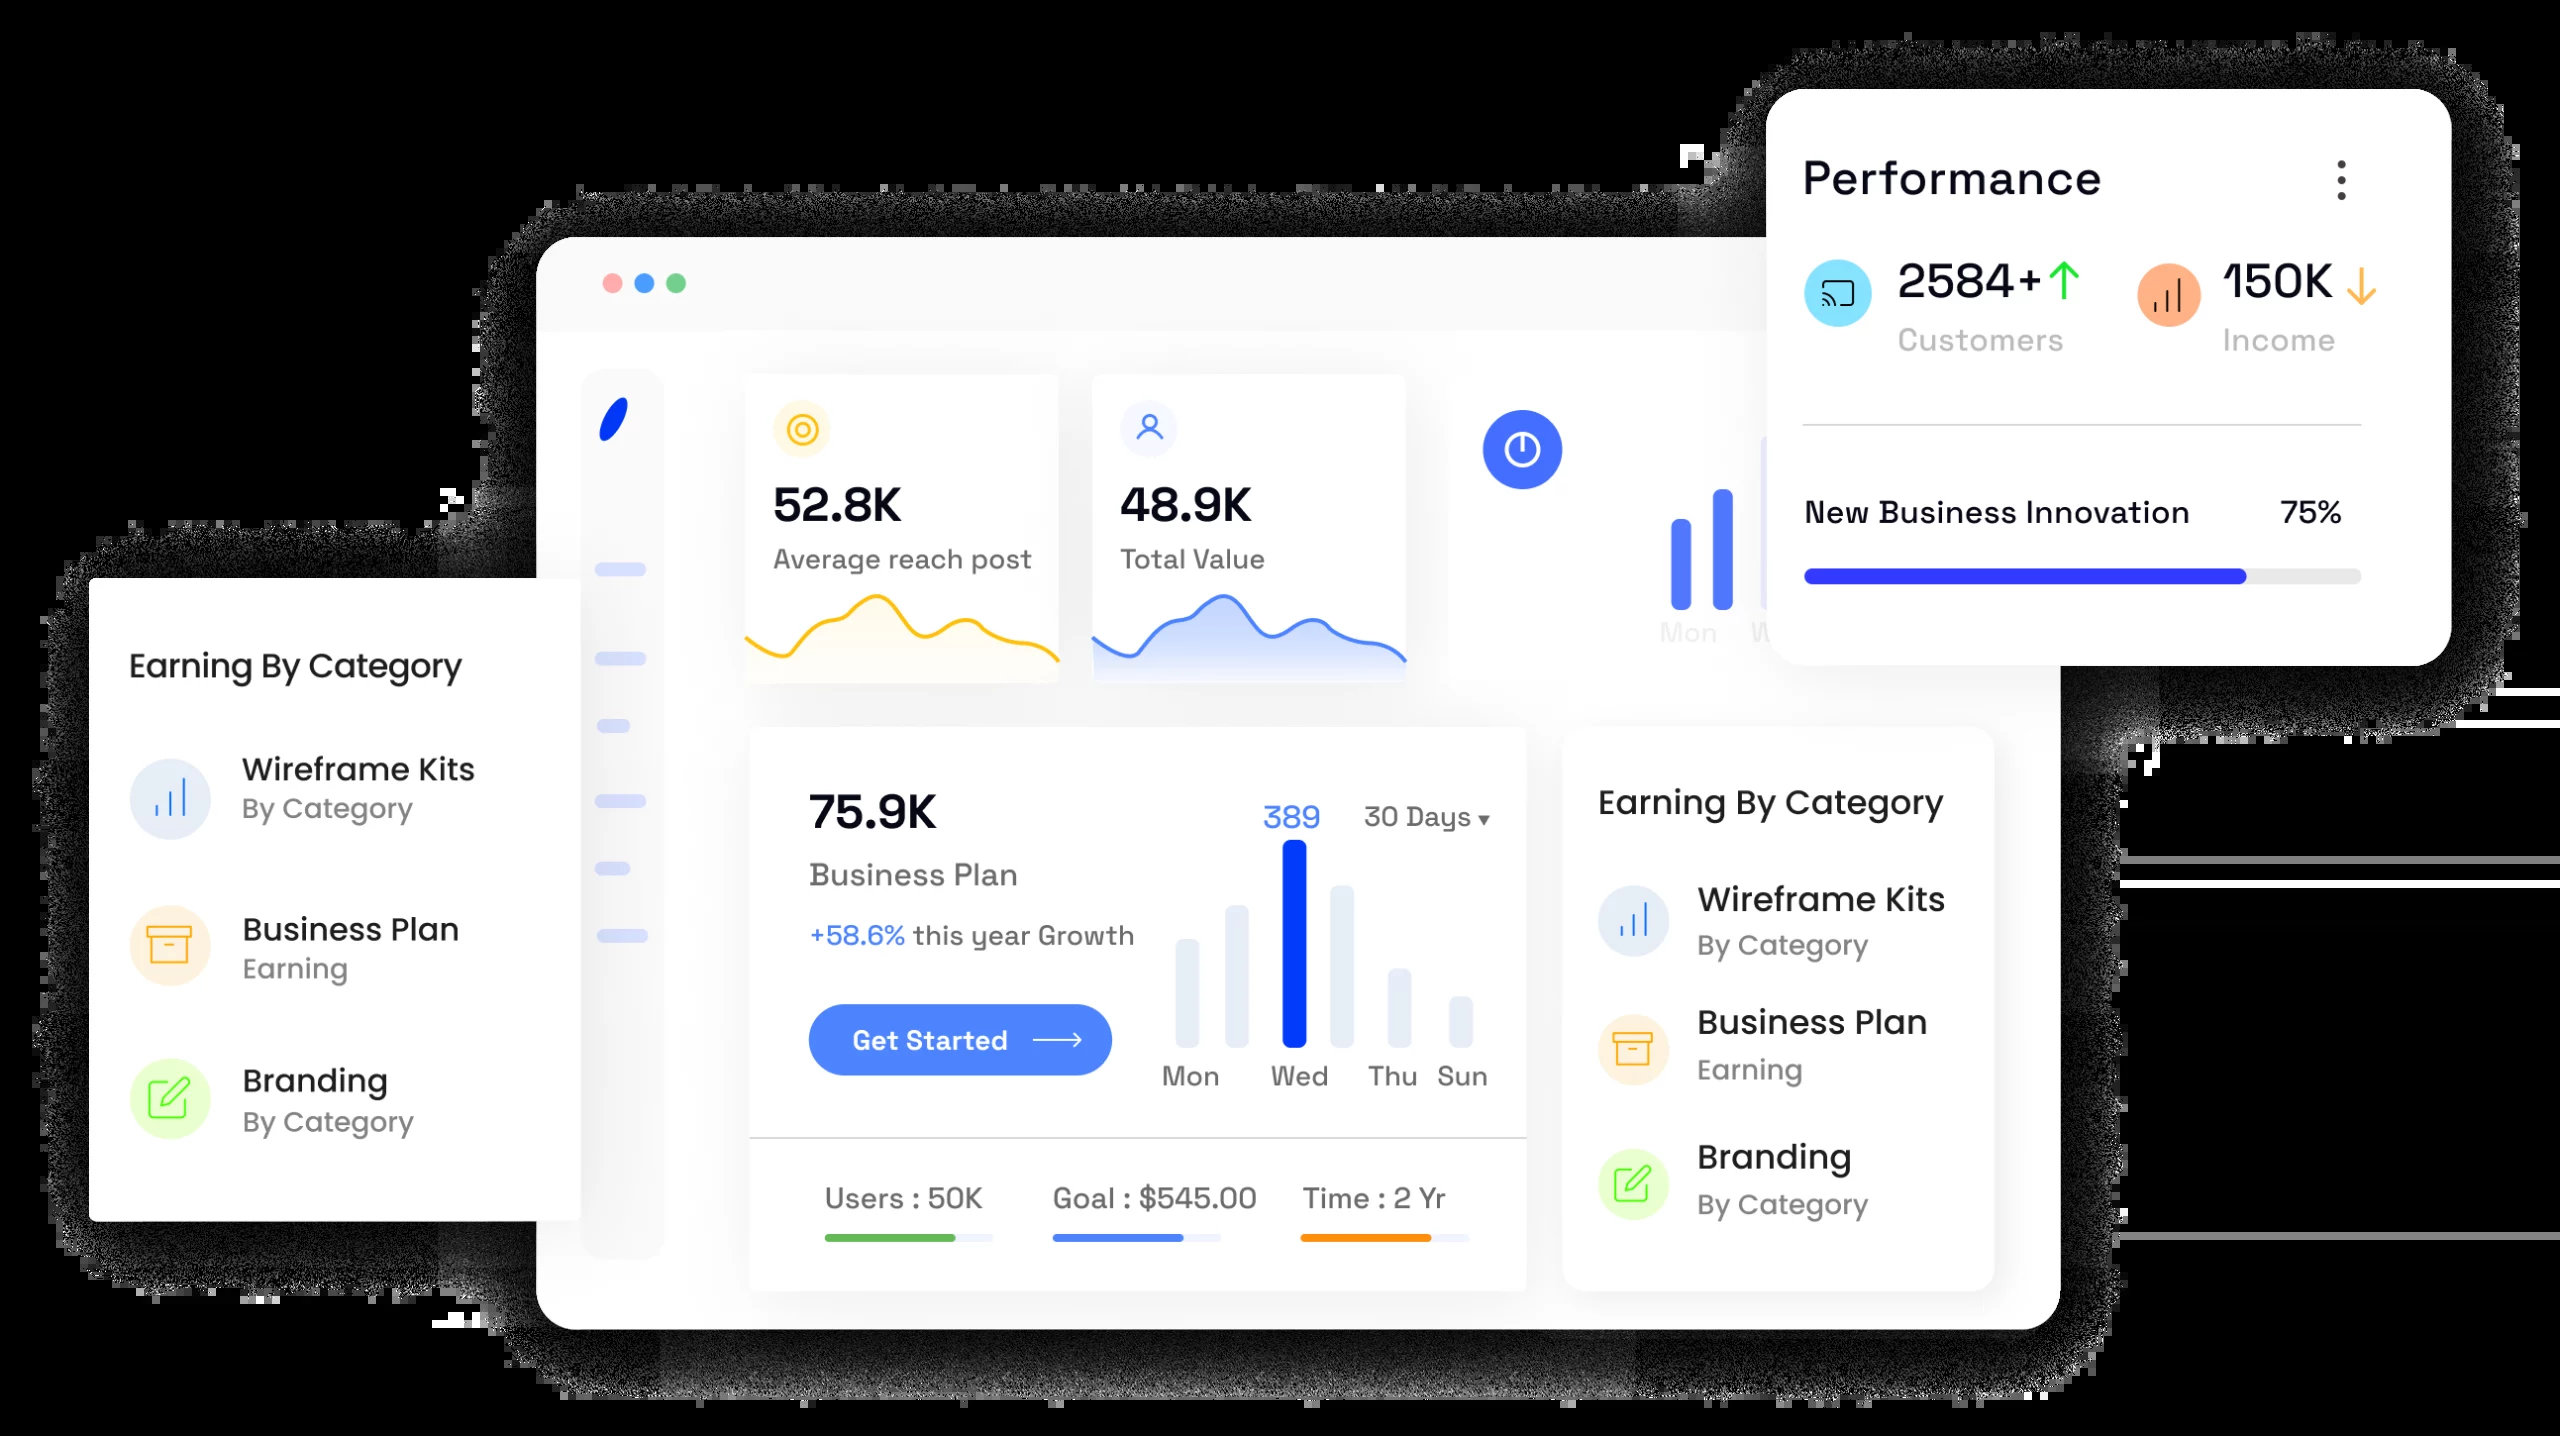 Performance
2584+
Customers
150K
Income
New Business Innovation 75%
52.8K
Average reach post
48.9K
Total Value
Mon
Earning By Category
Wireframe Kits
By Category
Business Plan
Earning
Branding
By Category
75.9K
Business Plan
+58.6% this year Growth
Get Started
389
30 Days
Mon Wed Thu Sun
Users : 50K
Goal : $545.00
Time : 2 Yr
Earning By Category
Wireframe Kits
By Category
Business Plan
Earning
Branding
By Category